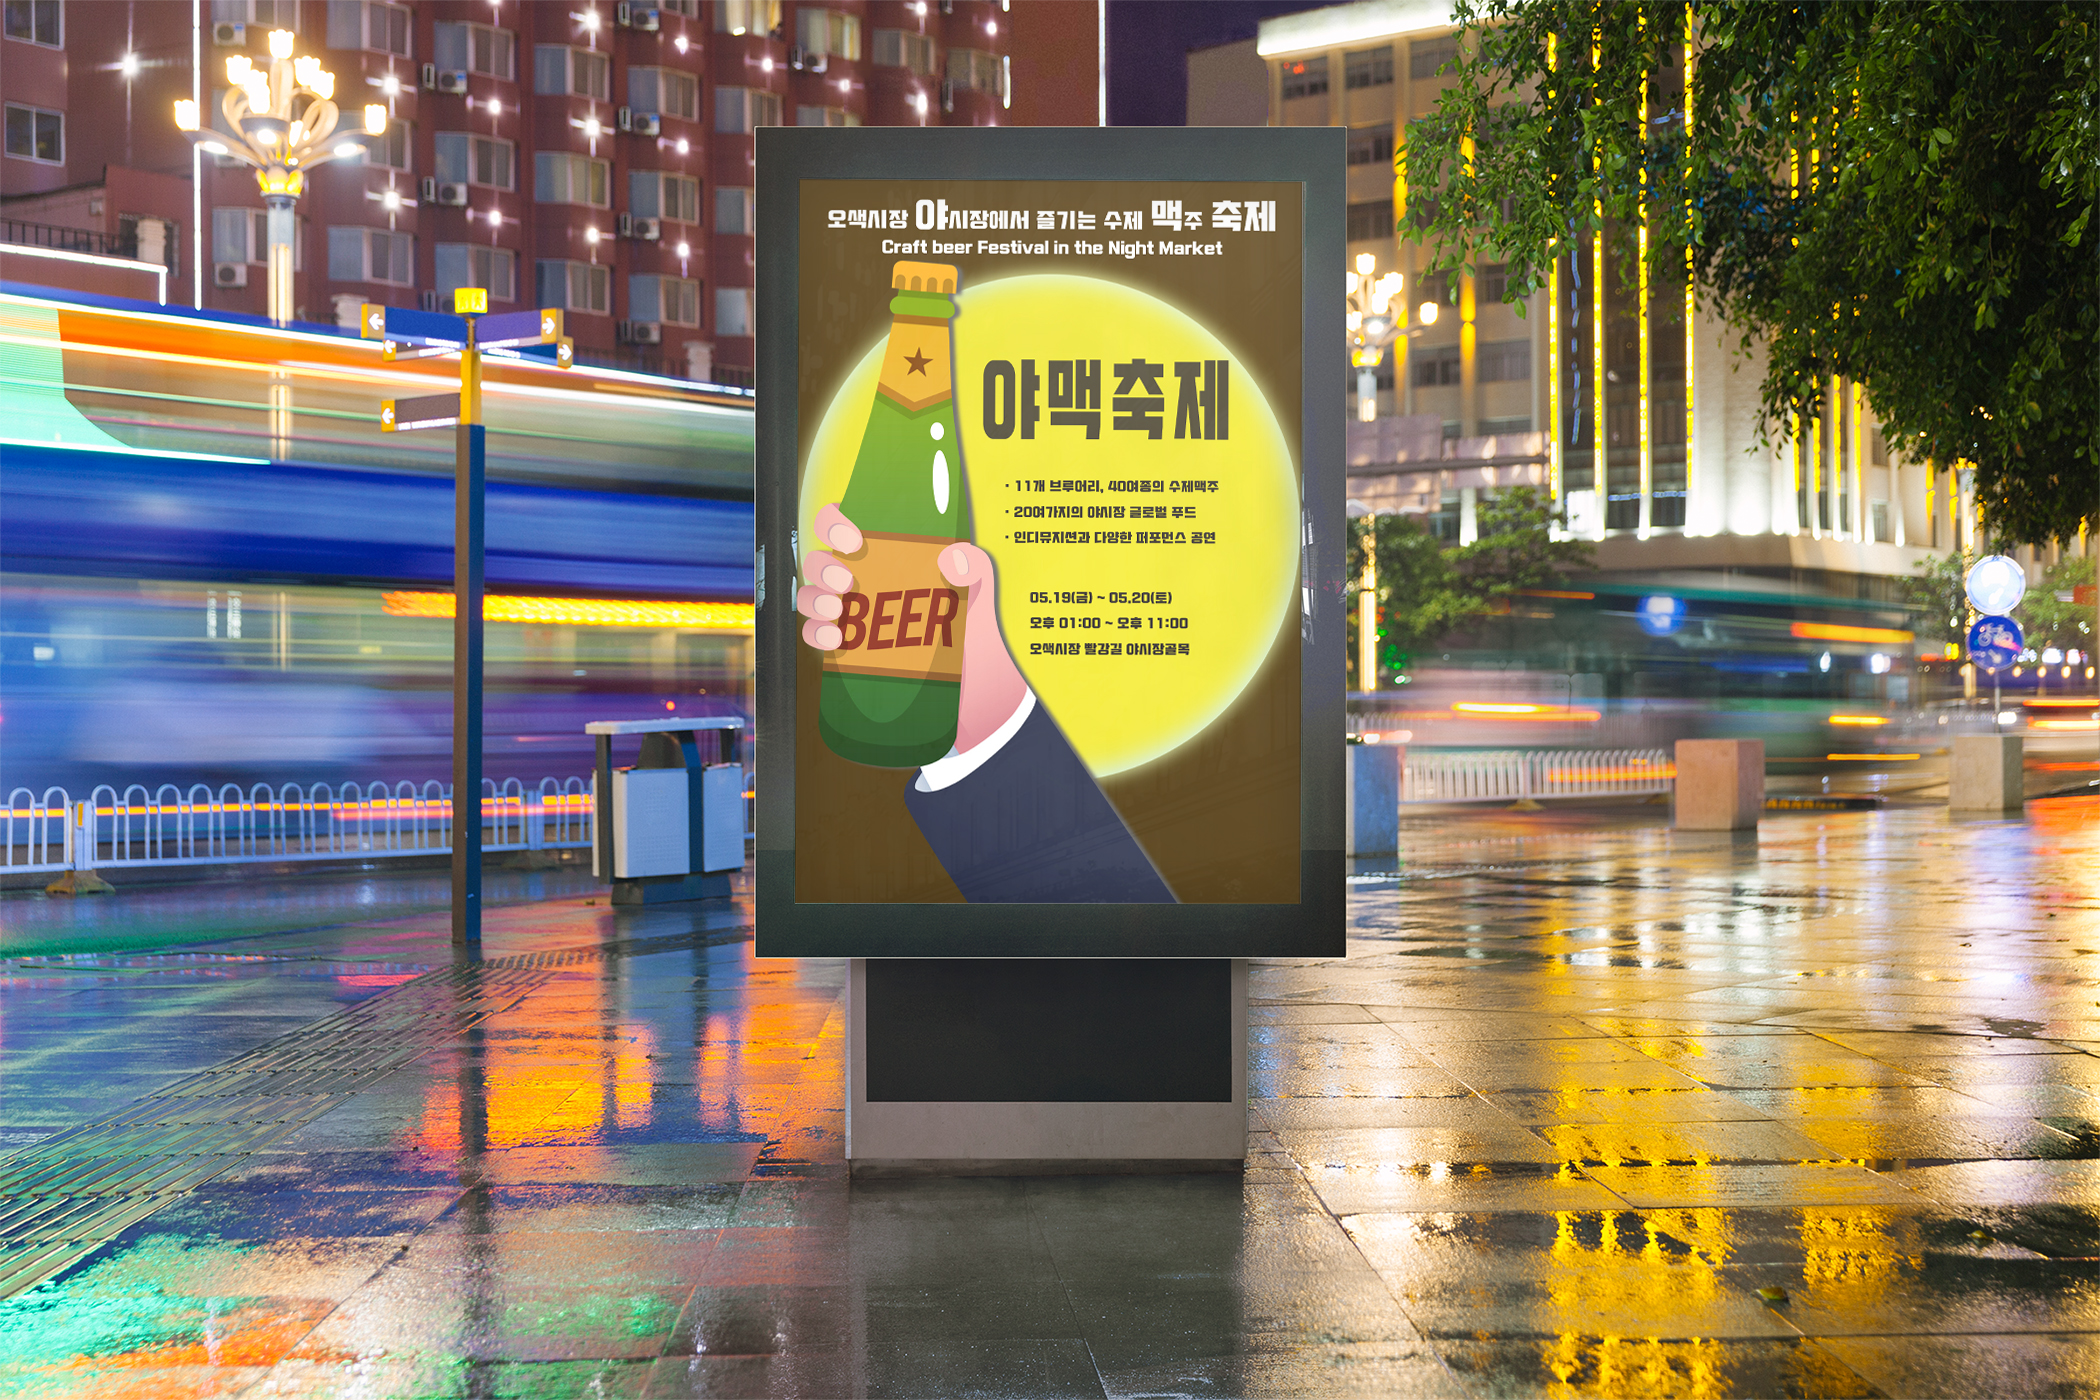 오색시장 야시장에서 즐기는 수제 맥주 축제
Craft beer Festival in the Night Market
야맥축제
· 11개 브루어리, 40여종의 수제맥주
· 20여가지의 야시장 글로벌 푸드
· 인디뮤지션과 다양한 퍼포먼스 공연
05.19(금) ~ 05.20(토)
오후 01:00 ~ 오후 11:00
오색시장 빨강길 야시장골목
BEER